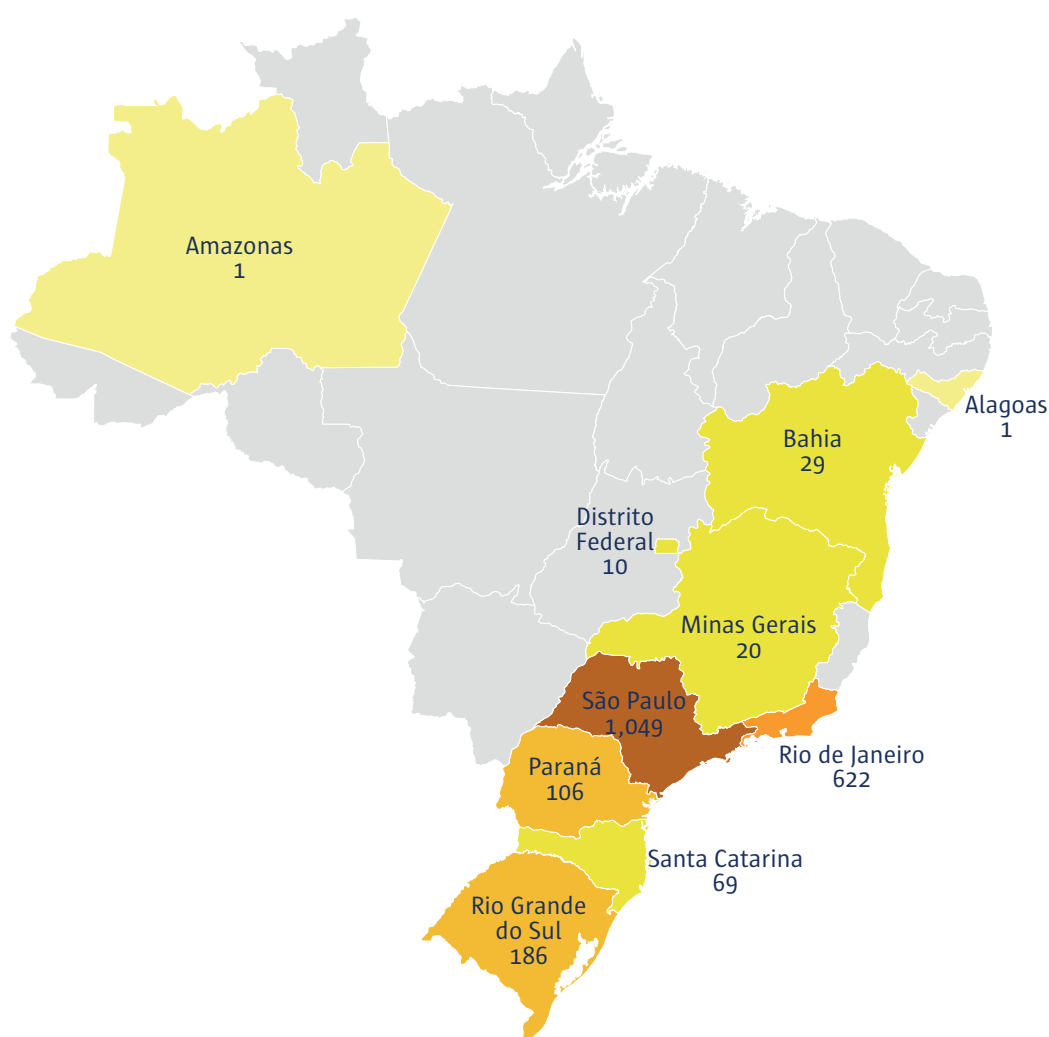 Amazonas
1
Alagoas
1
Bahia
29
Distrito
Federal
10
Minas Gerais
20
São Paulo
1,049
Rio de Janeiro
622
Paraná
106
Santa Catarina
69
Rio Grande
do Sul
186